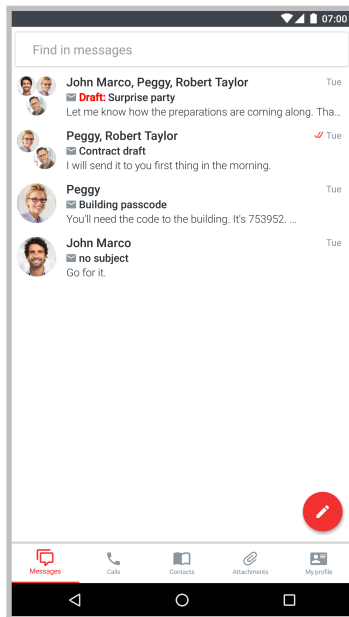 07:00
Find in messages
John Marco, Peggy, Robert Taylor Tue
Draft: Surprise party
Let me know how the preparations are coming along. Tha...
Peggy, Robert Taylor Tue
Contract draft
I will send it to you first thing in the morning.
Peggy Tue
Building passcode
You'll need the code to the building. It's 753952. ...
John Marco Tue
no subject
Go for it.
Messages Calls Contacts Attachments My profile